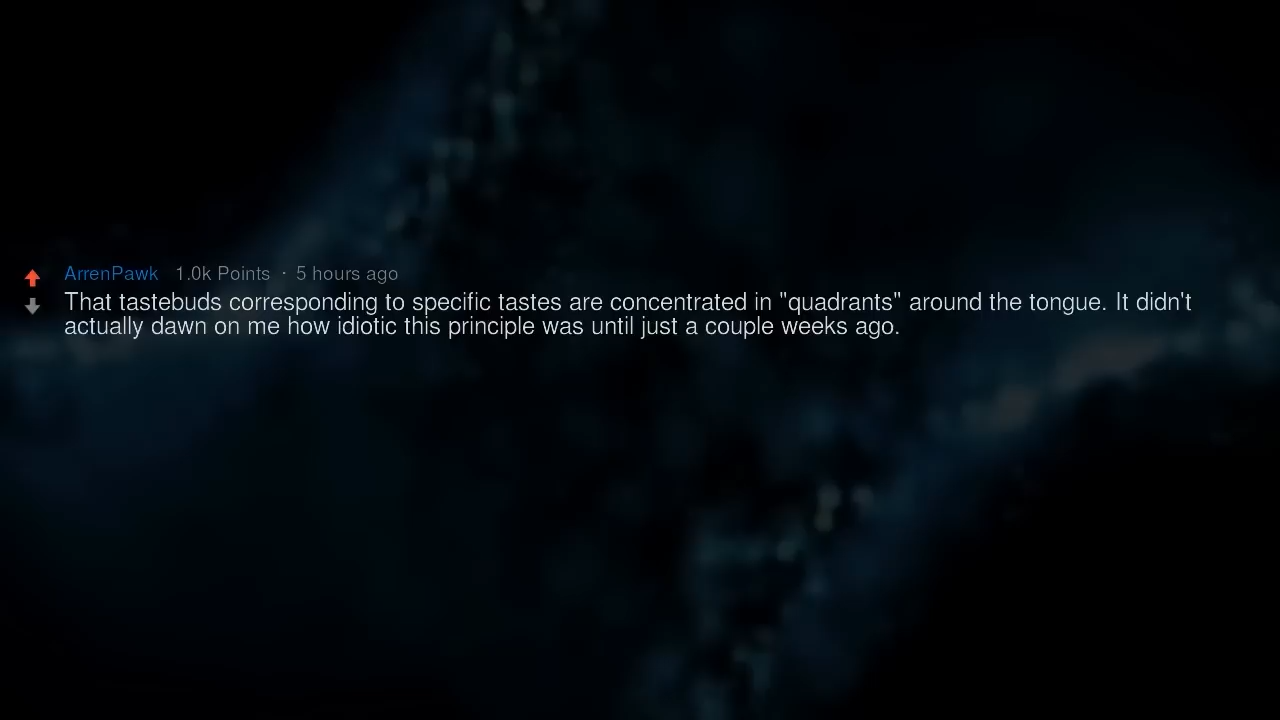 ArrenPawk 1.0k Points · 5 hours ago
That tastebuds corresponding to specific tastes are concentrated in "quadrants" around the tongue. It didn't
actually dawn on me how idiotic this principle was until just a couple weeks ago.